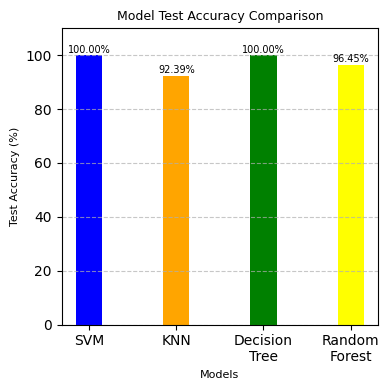 Model Test Accuracy Comparison
Test Accuracy (%)
100
80
60
40
20
0
100.00%
92.39%
100.00%
96.45%
SVM
KNN
Decision
Tree
Random
Forest
Models